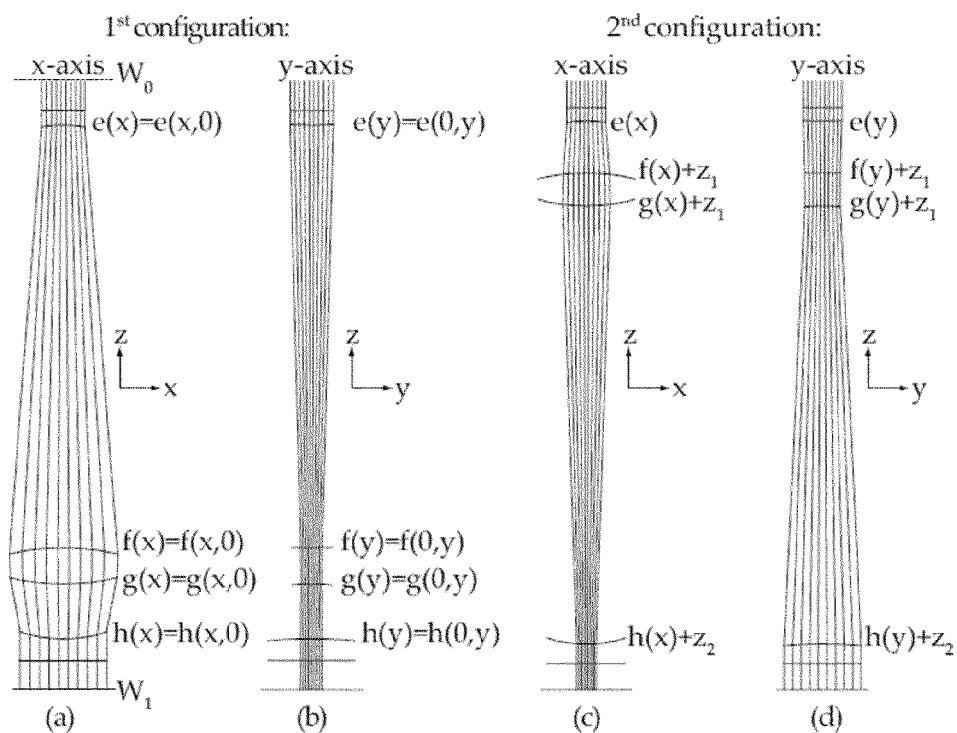 1st configuration: 2nd configuration:
x-axis W0 y-axis x-axis y-axis
e(x)=e(x,0) e(y)=e(0,y) e(x) e(y)
f(x)+z1 f(y)+z1
g(x)+z1 g(y)+z1
z z z z
x y x y
f(x)=f(x,0) f(y)=f(0,y)
g(x)=g(x,0) g(y)=g(0,y)
h(x)=h(x,0) h(y)=h(0,y) h(x)+z2 h(y)+z2
W1
(a) (b) (c) (d)